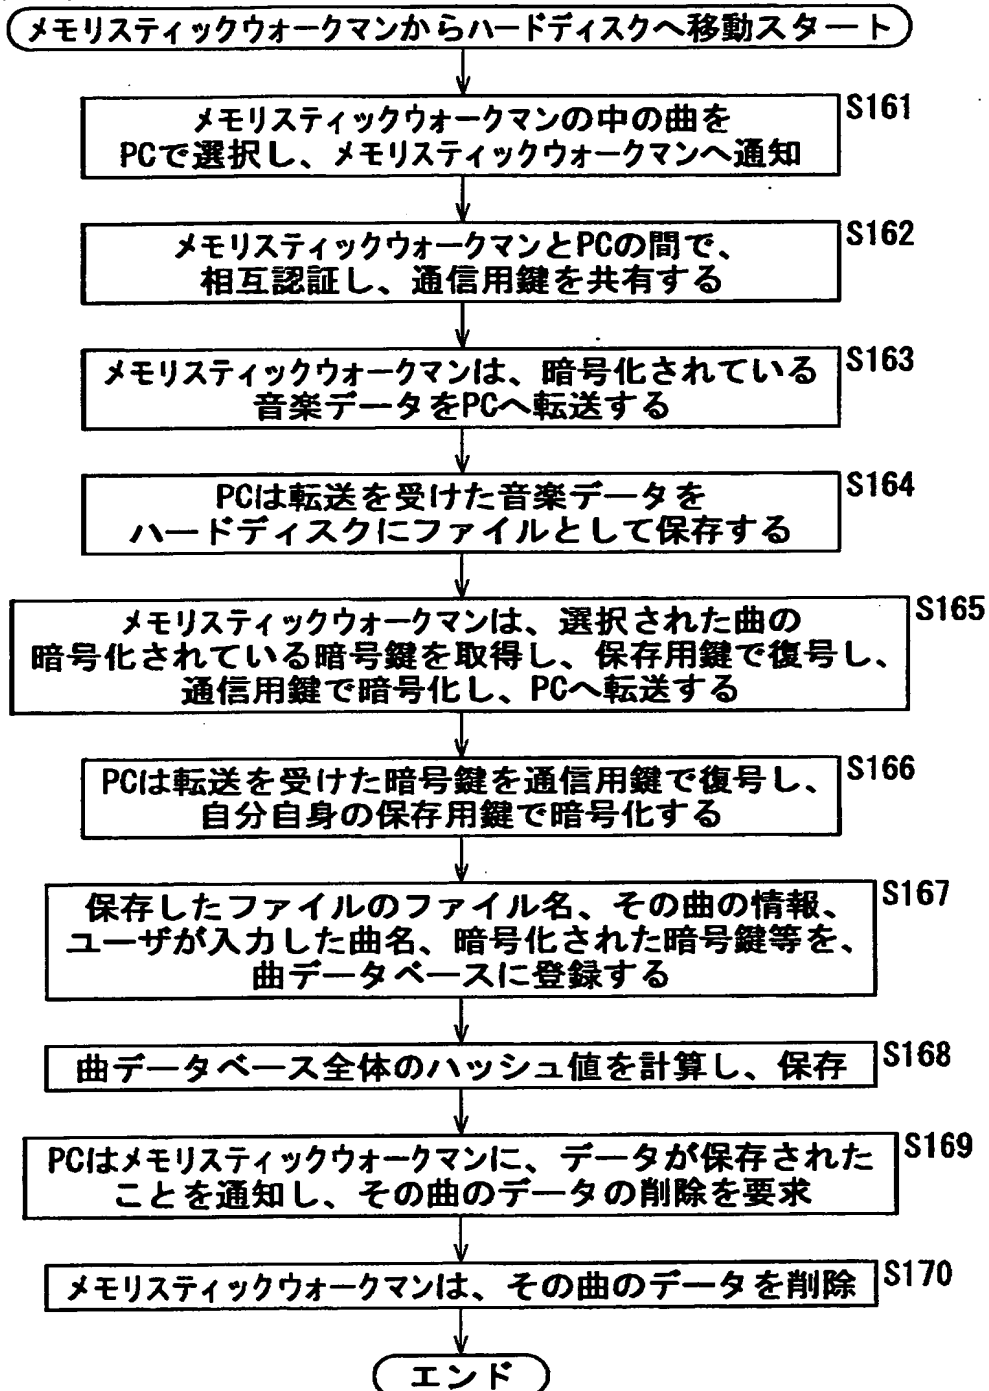 メモリスティックウォークマンからハードディスクへ移動スタート
S161
メモリスティックウォークマンの中の曲を
PCで選択し、メモリスティックウォークマンへ通知
S162
メモリスティックウォークマンとPCの間で、
相互認証し、通信用鍵を共有する
S163
メモリスティックウォークマンは、暗号化されている
音楽データをPCへ転送する
S164
PCは転送を受けた音楽データを
ハードディスクにファイルとして保存する
S165
メモリスティックウォークマンは、選択された曲の
暗号化されている暗号鍵を取得し、保存用鍵で復号し、
通信用鍵で暗号化し、PCへ転送する
S166
PCは転送を受けた暗号鍵を通信用鍵で復号し、
自分自身の保存用鍵で暗号化する
S167
保存したファイルのファイル名、その曲の情報、
ユーザが入力した曲名、暗号化された暗号鍵等を、
曲データベースに登録する
S168
曲データベース全体のハッシュ値を計算し、保存
S169
PCはメモリスティックウォークマンに、データが保存された
ことを通知し、その曲のデータの削除を要求
S170
メモリスティックウォークマンは、その曲のデータを削除
エンド